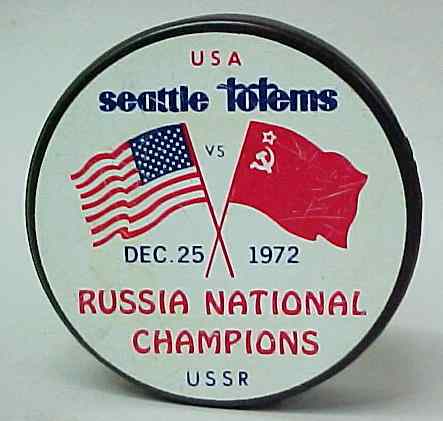 USA
seattle totems
VS
DEC. 25 1972
RUSSIA NATIONAL
CHAMPIONS
USSR